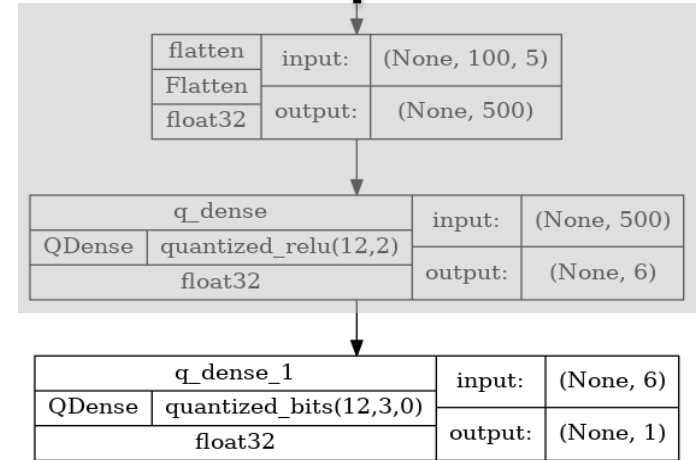 flatten
Flatten
float32
input:
(None, 100, 5)
output:
(None, 500)
q_dense
QDense
quantized_relu(12,2)
float32
input:
(None, 500)
output:
(None, 6)
q_dense_1
QDense
quantized_bits(12,3,0)
float32
input:
(None, 6)
output:
(None, 1)